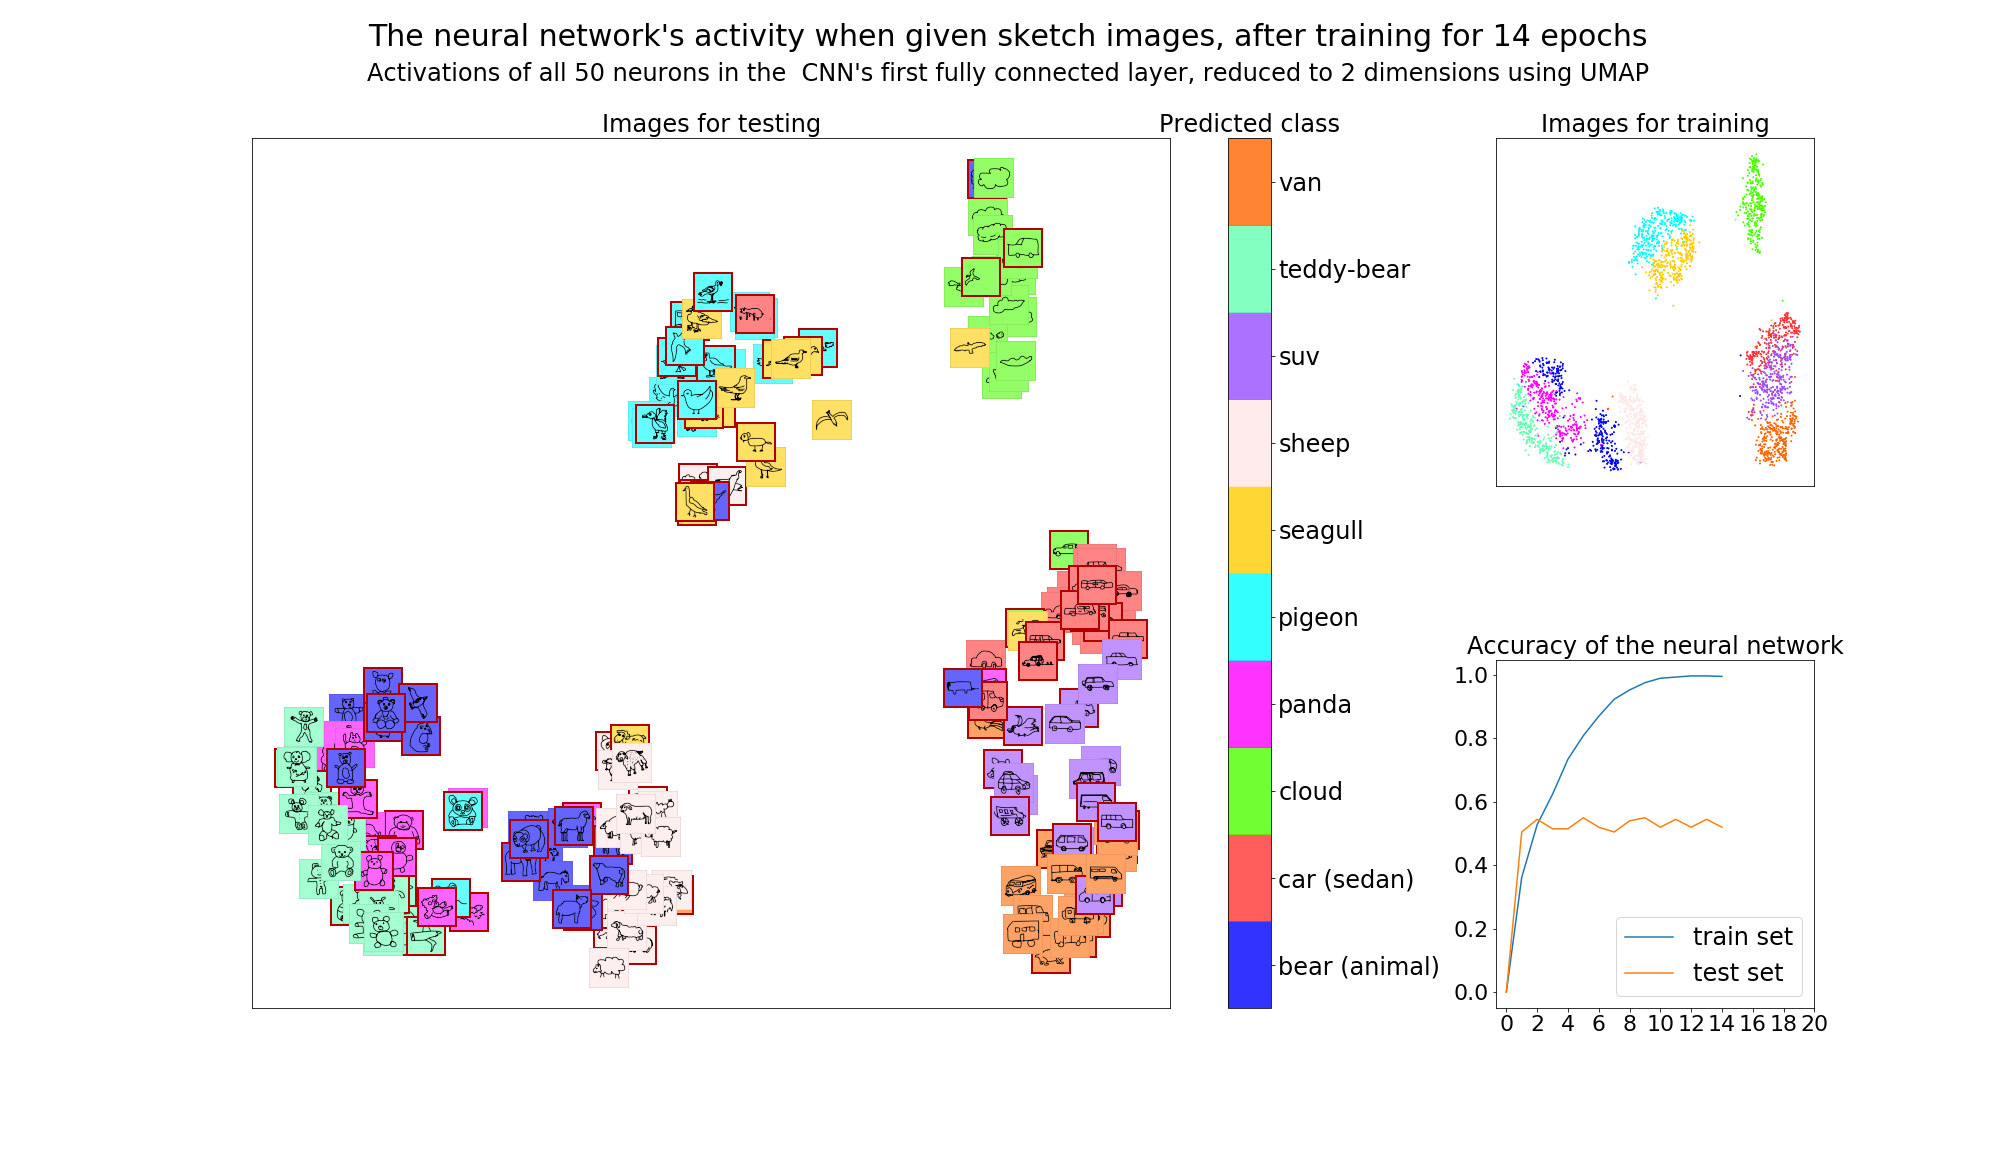 The neural network's activity when given sketch images, after training for 14 epochs
Activations of all 50 neurons in the  CNN's first fully connected layer, reduced to 2 dimensions using UMAP
Images for testing
Predicted class
van
teddy-bear
suv
sheep
seagull
pigeon
panda
cloud
car (sedan)
bear (animal)
Images for training
Accuracy of the neural network
1.0
0.8
0.6
0.4
0.2
0.0
train set
test set
0 2 4 6 8 10 12 14 16 18 20